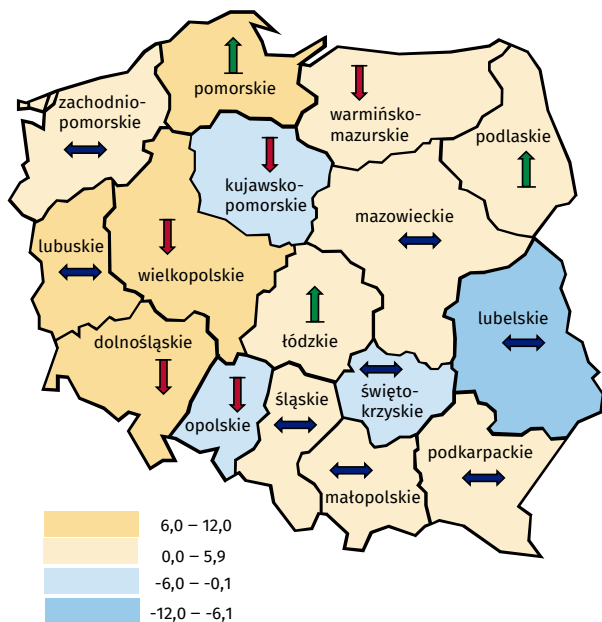 pomorskie
zachodnio-
pomorskie
warmińsko-
mazurskie
podlaskie
kujawsko-
pomorskie
mazowieckie
lubuskie
wielkopolskie
lubelskie
dolnośląskie
łódzkie
śląskie
święto-
krzyskie
opolskie
podkarpackie
małopolskie
6,0 – 12,0
0,0 – 5,9
-6,0 – -0,1
-12,0 – -6,1